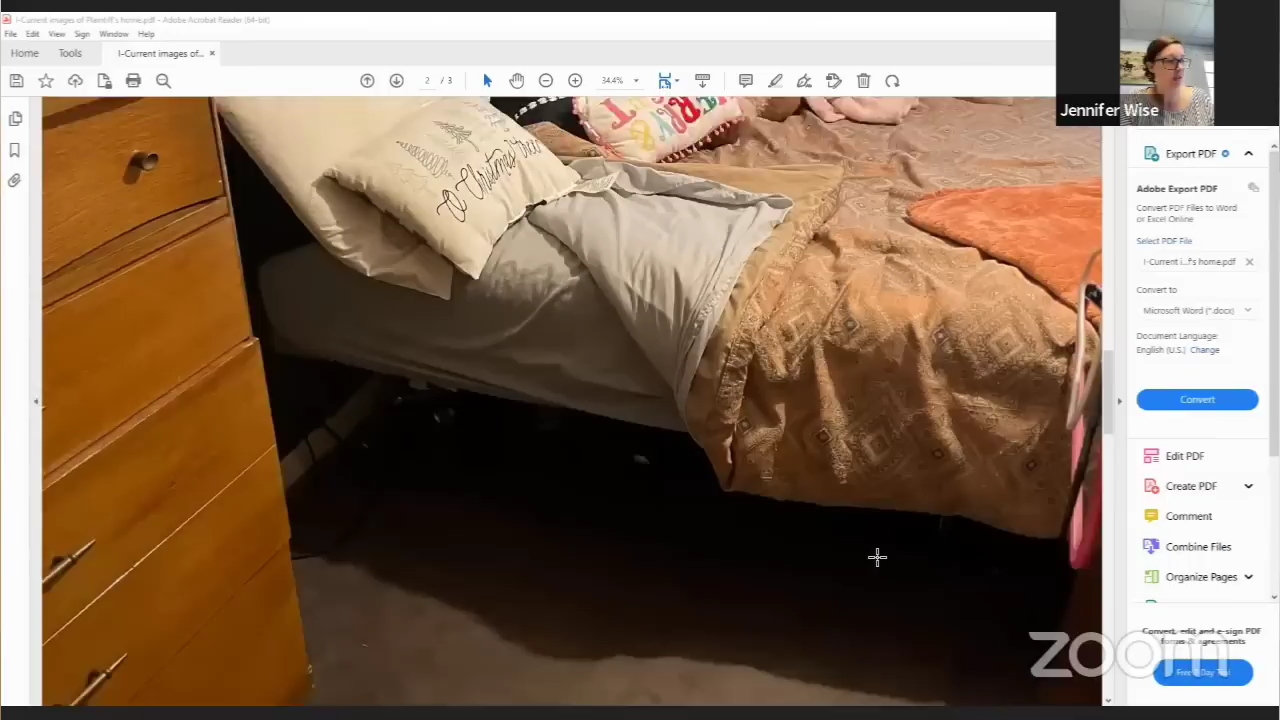 I-Current images of Plaintiff's home.pdf - Adobe Acrobat Reader (64-bit)
File Edit View Sign Window Help
Home Tools I-Current images of... ×
2 / 3 34.4%
Jennifer Wise
Export PDF
Adobe Export PDF
Convert PDF Files to Word
or Excel Online
Select PDF File
I-Current i...f's home.pdf
Convert to
Microsoft Word (*.docx)
Document Language:
English (U.S.) Change
Convert
Edit PDF
Create PDF
Comment
Combine Files
Organize Pages
Convert, edit and e-sign PDF
forms & agreements
Free 7-Day Trial
zoom
O Christmas Tree